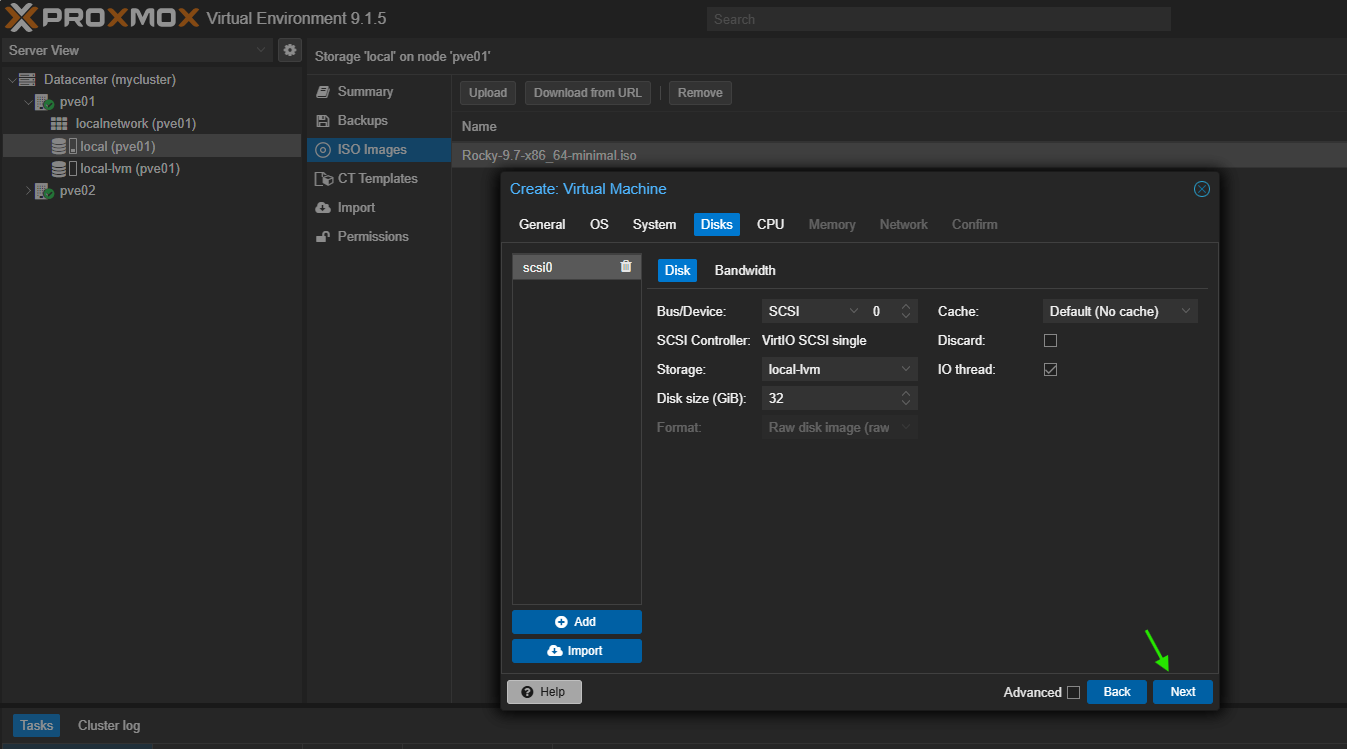 PROXMOX Virtual Environment 9.1.5
Search
Server View
Storage 'local' on node 'pve01'
Datacenter (mycluster)
pve01
localnetwork (pve01)
local (pve01)
local-lvm (pve01)
pve02
Summary
Backups
ISO Images
CT Templates
Import
Permissions
Upload
Download from URL
Remove
Name
Rocky-9.7-x86_64-minimal.iso
Create: Virtual Machine
General OS System Disks CPU Memory Network Confirm
scsi0
Disk Bandwidth
Bus/Device: SCSI 0 Cache: Default (No cache)
SCSI Controller: VirtIO SCSI single Discard:
Storage: local-lvm IO thread:
Disk size (GiB): 32
Format: Raw disk image (raw
Add
Import
Help Advanced Back Next
Tasks Cluster log